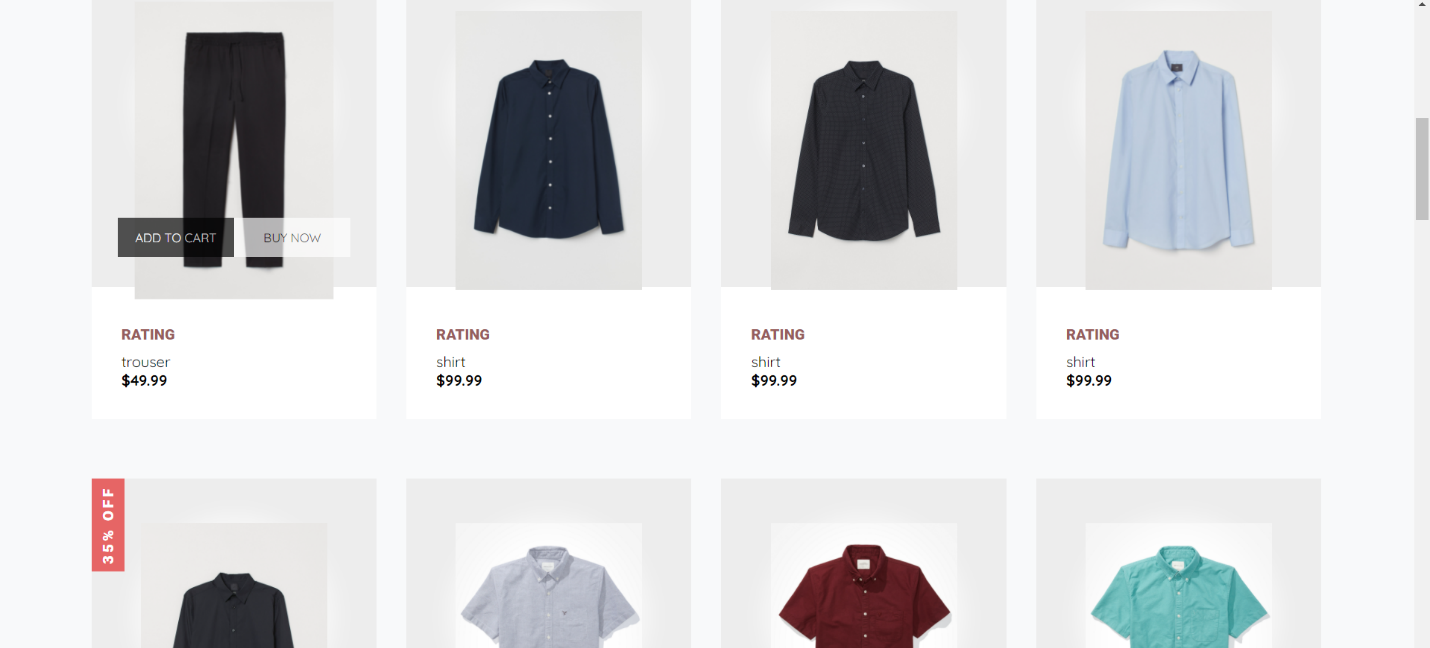 ADD TO CART
BUY NOW
RATING
trouser
$49.99
RATING
shirt
$99.99
RATING
shirt
$99.99
RATING
shirt
$99.99
35% OFF